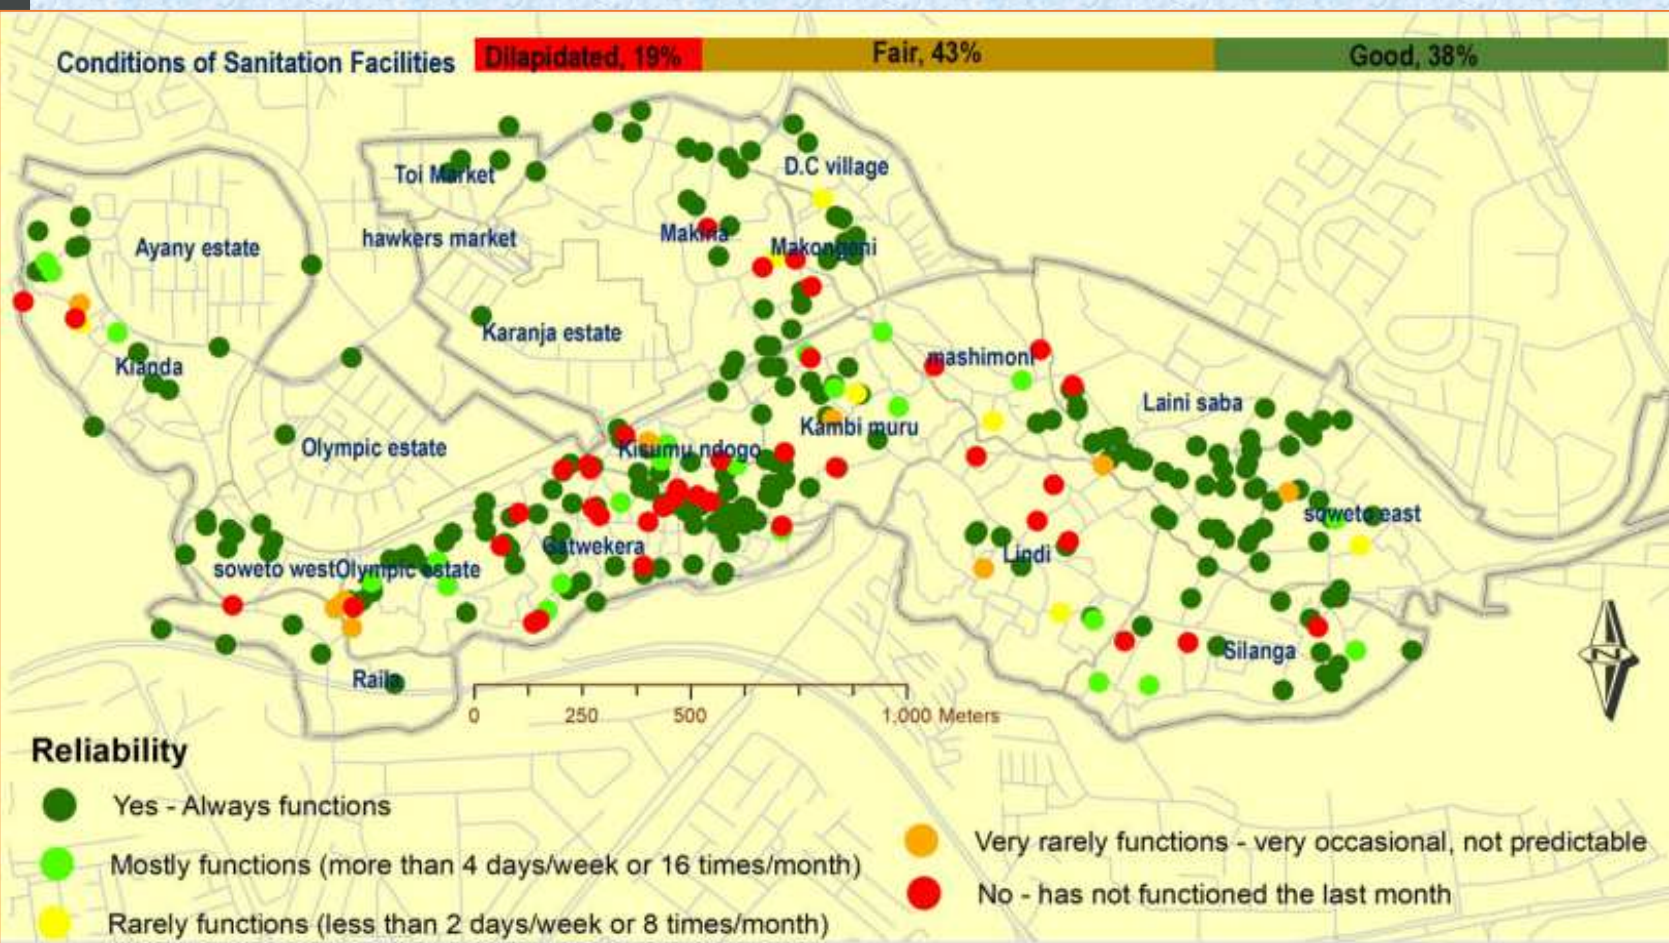 Conditions of Sanitation Facilities
Dilapidated, 19%
Fair, 43%
Good, 38%
Toi Market
D.C village
hawkers market
Makina
Makongeni
Ayany estate
Karanja estate
Kianda
mashimoni
Laini saba
Olympic estate
Kisumu ndogo
Kambi muru
soweto east
Gatwekera
Lindi
soweto west
Olympic estate
Silanga
Raila
0
250
500
1,000 Meters
N
Reliability
Yes - Always functions
Mostly functions (more than 4 days/week or 16 times/month)
Rarely functions (less than 2 days/week or 8 times/month)
Very rarely functions - very occasional, not predictable
No - has not functioned the last month